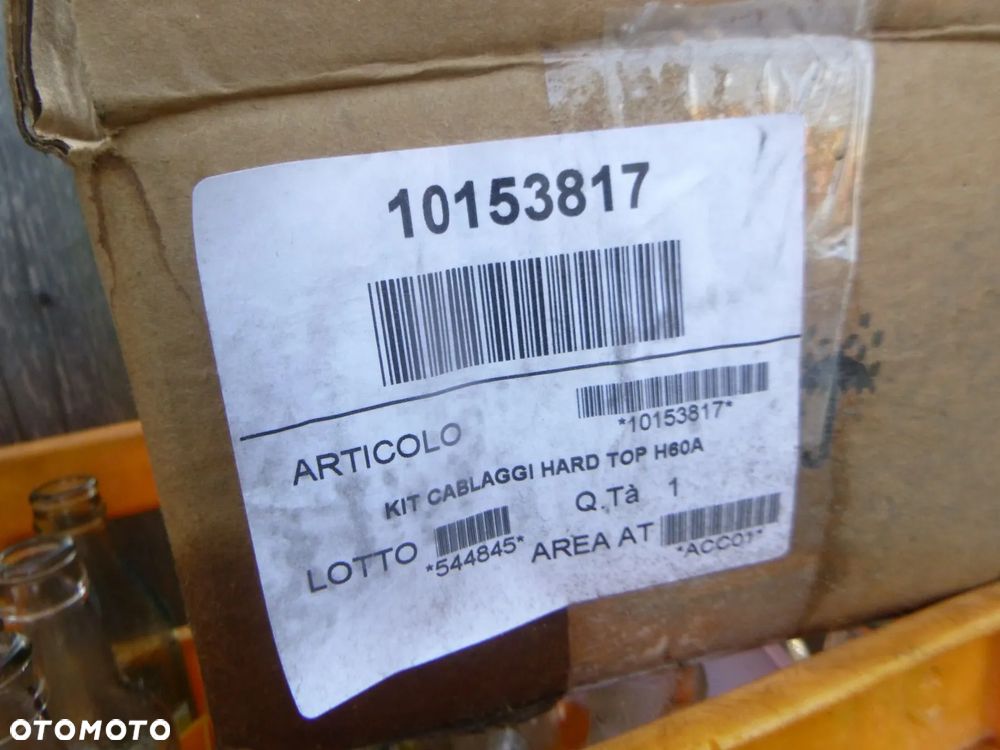 10153817
ARTICOLO
*10153817*
KIT CABLAGGI HARD TOP H60A
Q.Tà 1
LOTTO *544845* AREA AT *ACC01*
OTOMOTO